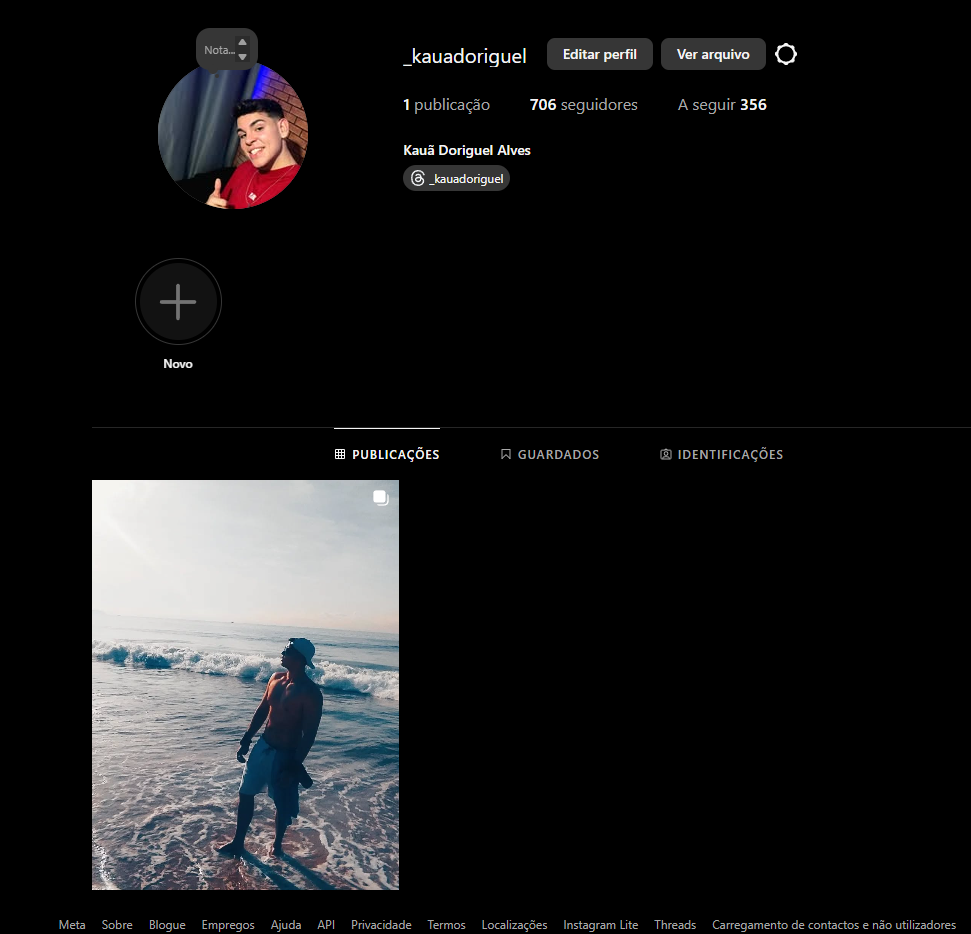 Nota...
_kauadoriguel Editar perfil Ver arquivo
1 publicação 706 seguidores A seguir 356
Kauã Doriguel Alves
_kauadoriguel
Novo
PUBLICAÇÕES GUARDADOS IDENTIFICAÇÕES
Meta Sobre Blogue Empregos Ajuda API Privacidade Termos Localizações Instagram Lite Threads Carregamento de contactos e não utilizadores